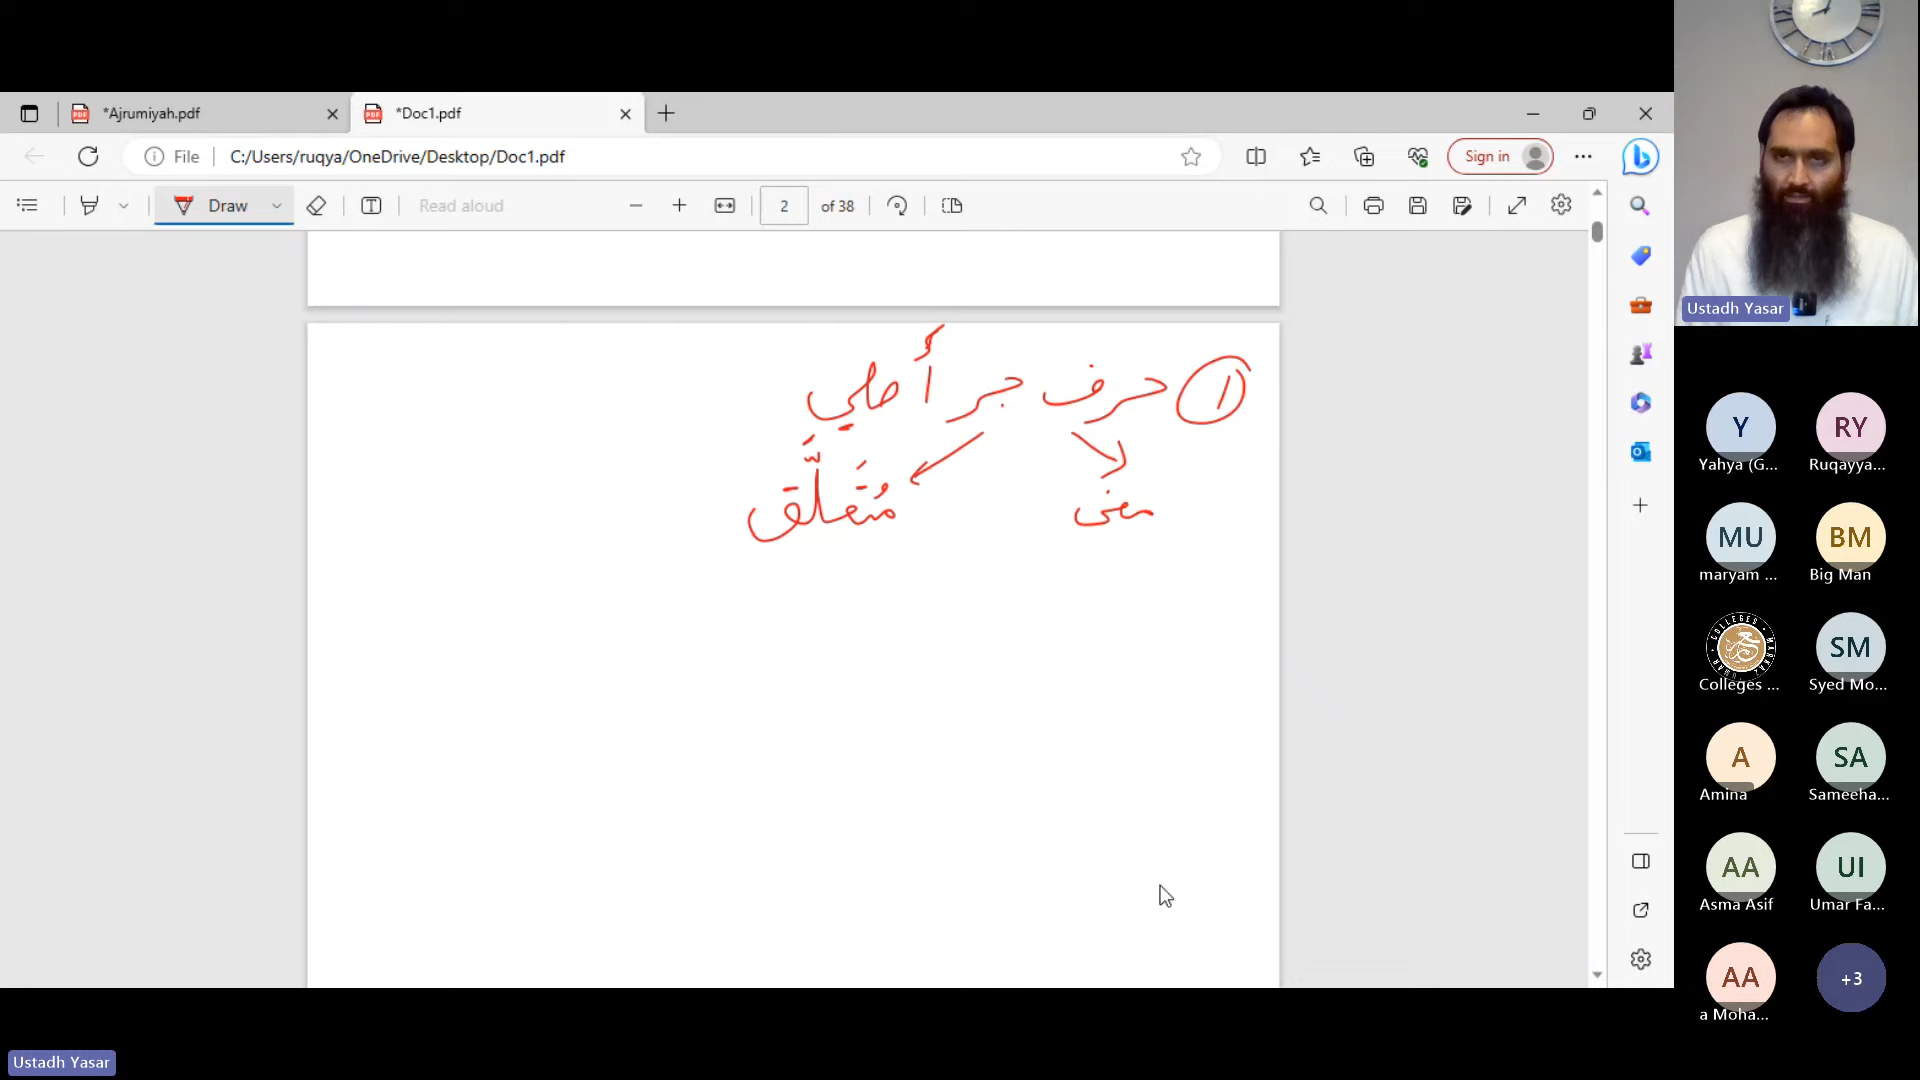 *Ajrumiyah.pdf
*Doc1.pdf
File
C:/Users/ruqya/OneDrive/Desktop/Doc1.pdf
Sign in
Draw
Read aloud
2
of 38
① حرف جر أصلي
معنى
مُتَعَلَّق
Ustadh Yasar
Y
RY
Yahya (G...
Ruqayya...
MU
BM
maryam ...
Big Man
SM
Colleges ...
Syed Mo...
A
SA
Amina
Sameeha...
AA
UI
Asma Asif
Umar Fa...
AA
+3
a Moha...
Ustadh Yasar